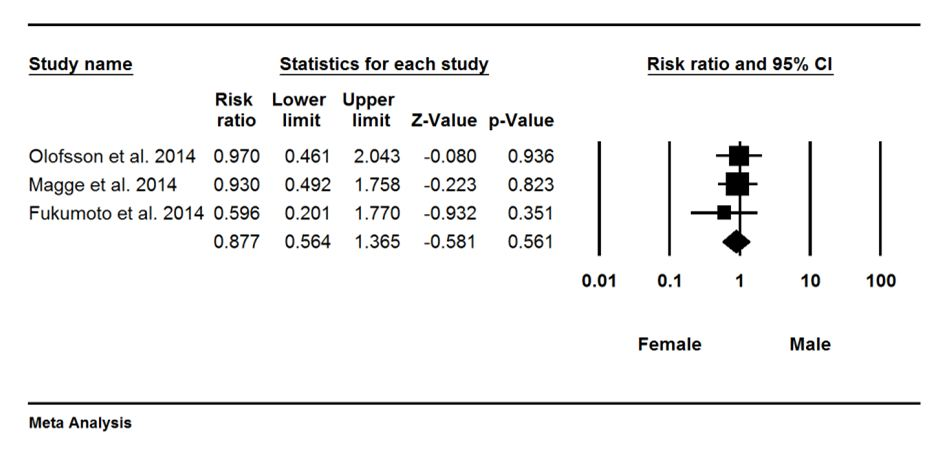 Study name Statistics for each study Risk ratio and 95% CI
Risk Lower Upper
ratio limit limit Z-Value p-Value
Olofsson et al. 2014 0.970 0.461 2.043 -0.080 0.936
Magge et al. 2014 0.930 0.492 1.758 -0.223 0.823
Fukumoto et al. 2014 0.596 0.201 1.770 -0.932 0.351
0.877 0.564 1.365 -0.581 0.561
0.01 0.1 1 10 100
Female Male
Meta Analysis